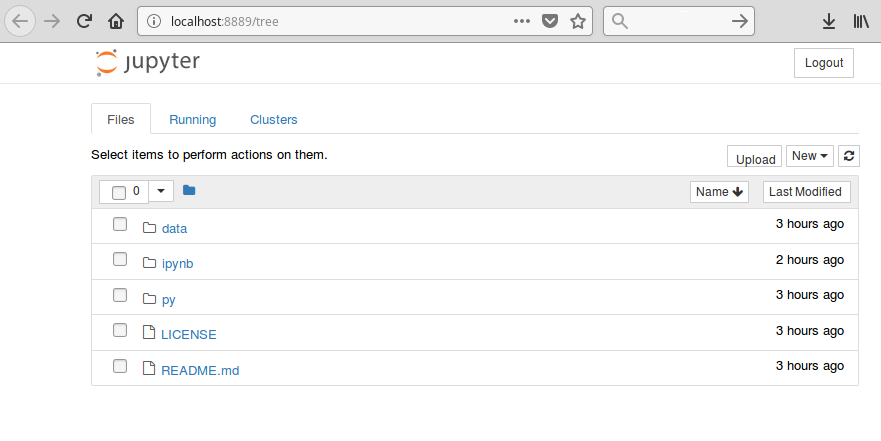 localhost:8889/tree
jupyter
Logout
Files Running Clusters
Select items to perform actions on them.
Upload New
0 Name Last Modified
data 3 hours ago
ipynb 2 hours ago
py 3 hours ago
LICENSE 3 hours ago
README.md 3 hours ago